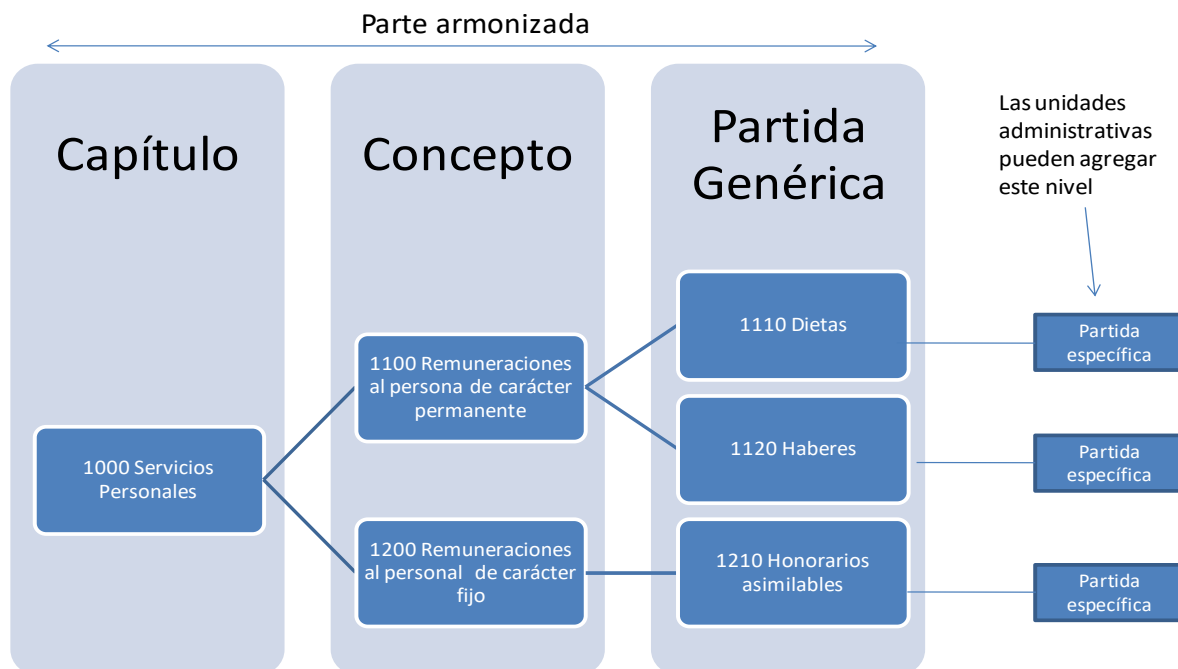 Parte armonizada
Capítulo
Concepto
Partida
Genérica
Las unidades
administrativas
pueden agregar
este nivel
1000 Servicios
Personales
1100 Remuneraciones
al persona de carácter
permanente
1200 Remuneraciones
al personal de carácter
fijo
1110 Dietas
1120 Haberes
1210 Honorarios
asimilables
Partida
específica
Partida
específica
Partida
específica